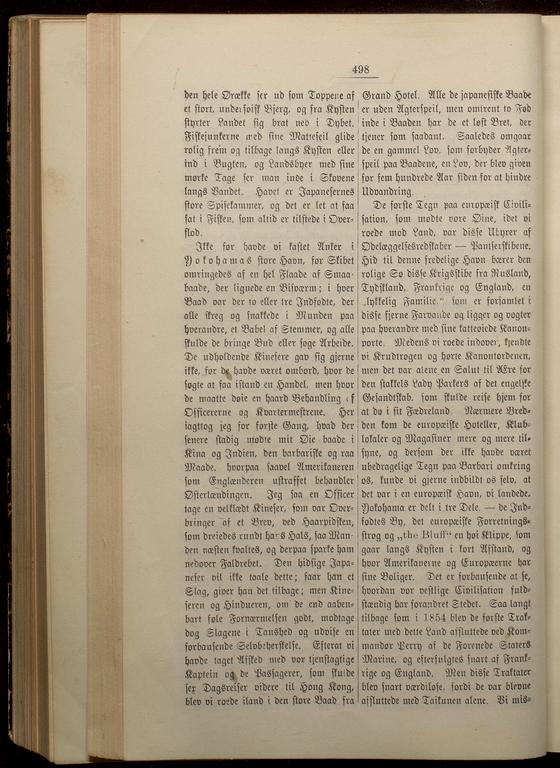 498
den hele Række ser ud som Toppene af
et stort, undersøisk Bjerg, og fra Kysten
styrter Landet sig brat ned i Dybet.
Fiskejunkerne med sine Mattesejl glide
rolig frem og tilbage langs Kysten eller
ind i Bugten, og Landsbyer med sine
mørke Tage ser man inde i Skovene
langs Vandet. Havet er Japanesernes
store Spisekammer, og det er let at faa
fat i Fisken, som altid er tilstede i Over-
flod.
Ikke før havde vi kastet Anker i
Yokohamas store Havn, før Skibet
omringedes af en hel Flaade af Smaa-
baade, der lignede en Bisværm; i hver
Baad var der to eller tre Indfødte, der
alle skreg og snakkede i Munden paa
hverandre, et Babel af Stemmer, og alle
skulde de bringe Bud eller søge Arbeide.
De udholdende Kinesere gav sig gjerne
ikke, før de havde været ombord, hvor de
søgte at faa istand en Handel, men hvor
de maatte døie en haard Behandling af
Officererne og Kvartermestrene. Her
iagttog jeg for første Gang, hvad der
senere stadig mødte mit Øie baade i
Kina og Indien, den barbariske og raa
Maade, hvorpaa saavel Amerikaneren
som Englænderen ustraffet behandler
Østerlændingen. Jeg saa en Officer
tage en velklædt Kineser, som var Over-
bringer af et Brev, ved Haarpidsken,
som dreiedes rundt hans Hals, saa Man-
den næsten kvaltes, og derpaa spark ham
nedover Faldrebet. Den hidsige Japa-
neser vil ikke taale dette; faar han et
Slag, giver han det tilbage; men Kine-
seren og Hindueren, om de end aaben-
bart føle Fornærmelsen godt, modtage
dog Slagene i Taushed og udvise en
forbausende Selvbeherskelse. Efterat vi
havde taget Afsked med vor tjenstagtige
Kaptein og de Passagerer, som skulde
sex Dagsreiser videre til Hong Kong,
blev vi roede iland i den store Baad fra
Grand Hotel. Alle de japanesiske Baade
er uden Agterspeil, men omtrent to Fod
inde i Baaden har de et løst Bret, der
tjener som saadant. Saaledes omgaar
de en gammel Lov, som forbyder Agter-
speil paa Baadene, en Lov, der blev given
for fem hundrede Aar siden for at hindre
Udvandring.
De første Tegn paa europæisk Civili-
sation, som mødte vore Øine, idet vi
roede mod Land, var disse Uhyrer af
Ødelæggelsesredskaber — Pantserskibene.
Hid til denne fredelige Havn bærer den
rolige Sø disse Krigsskibe fra Rusland,
Tydskland, Frankrige og England, en
„lykkelig Familie," som er forsamlet i
disse fjerne Farvande og ligger og vogter
paa hverandre med sine katteøiede Kanon-
porte. Medens vi roede indover, kjendte
vi Krudtrøgen og hørte Kanontordenen,
men det var alene en Salut til Ære for
den stakkels Lady Parkers af det engelske
Gesandtskab, som skulde reise hjem for
at dø i sit Fædreland. Nærmere Bred-
den kom de europæiske Hoteller, Klub-
lokaler og Magasiner mere og mere til-
syne, og dersom der ikke havde været
ubedragelige Tegn paa Barbari omkring
os, kunde vi gjerne indbildt os selv, at
det var i en europæisk Havn, vi landede.
Yokohama er delt i tre Dele. — de Ind-
fødtes By, det europæiske Forretnings-
strøg og „the Bluff" en høi Klippe, som
gaar langs Kysten i kort Afstand, og
hvor Amerikanerne og Europæerne har
sine Boliger. Det er forbausende at se,
hvordan vor vestlige Civilisation fuld-
stændig har forandret Stedet. Saa langt
tilbage som i 1854 blev de første Trak-
tater med dette Land afsluttede ved Kom-
mandør Perry af de Forenede Staters
Marine, og efterfulgtes snart af Frank-
rige og England. Men disse Traktater
blev snart værdiløse, fordi de var blevne
afsluttede med Taikunen alene. Vi mis-